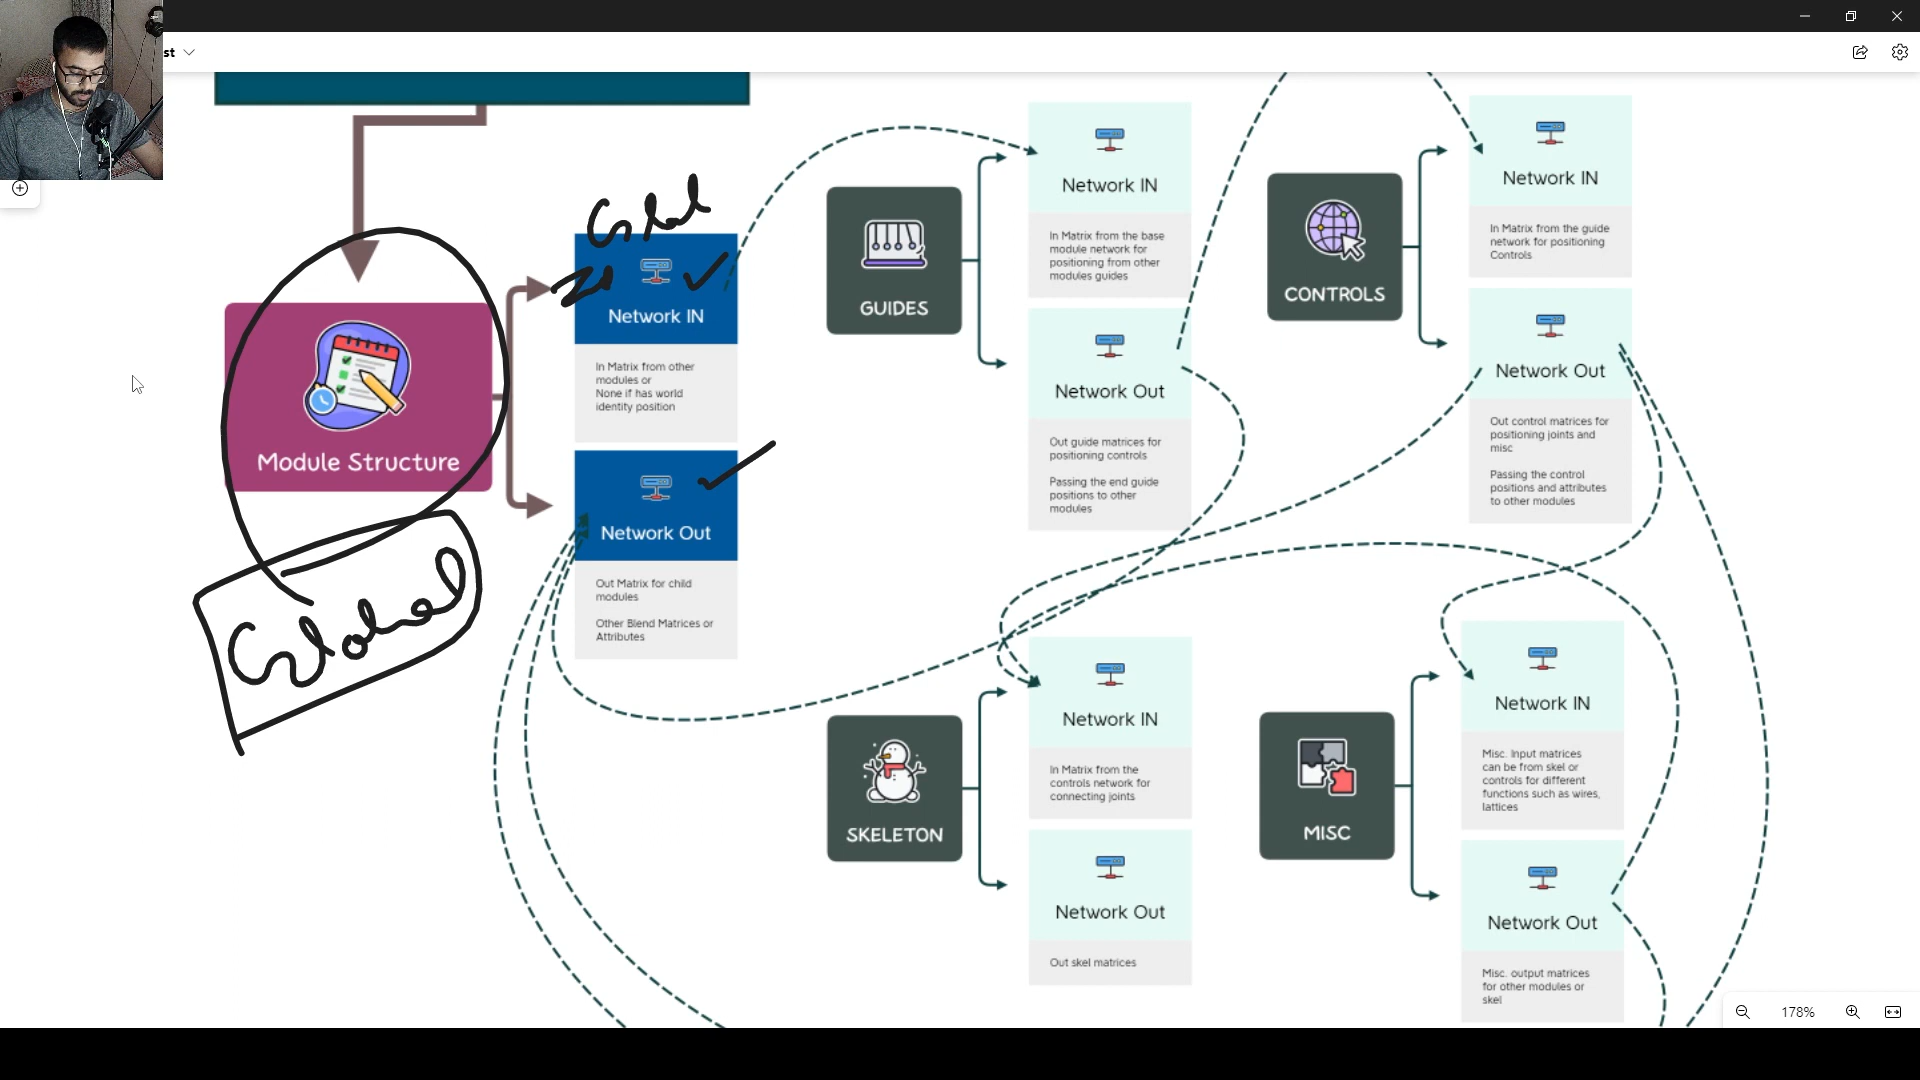 st
Module Structure
Global
Network IN
In Matrix from other
modules or
None if has world
identity position
Network Out
Out Matrix for child
modules
Other Blend Matrices or
Attributes
GUIDES
Network IN
In Matrix from the base
module network for
positioning from other
modules guides
Network Out
Out guide matrices for
positioning controls
Passing the end guide
positions to other
modules
CONTROLS
Network IN
In Matrix from the guide
network for positioning
Controls
Network Out
Out control matrices for
positioning joints and
misc
Passing the control
positions and attributes
to other modules
SKELETON
Network IN
In Matrix from the
controls network for
connecting joints
Network Out
Out skel matrices
MISC
Network IN
Misc. Input matrices
can be from skel or
controls for different
functions such as wires,
lattices
Network Out
Misc. output matrices
for other modules or
skel
178%